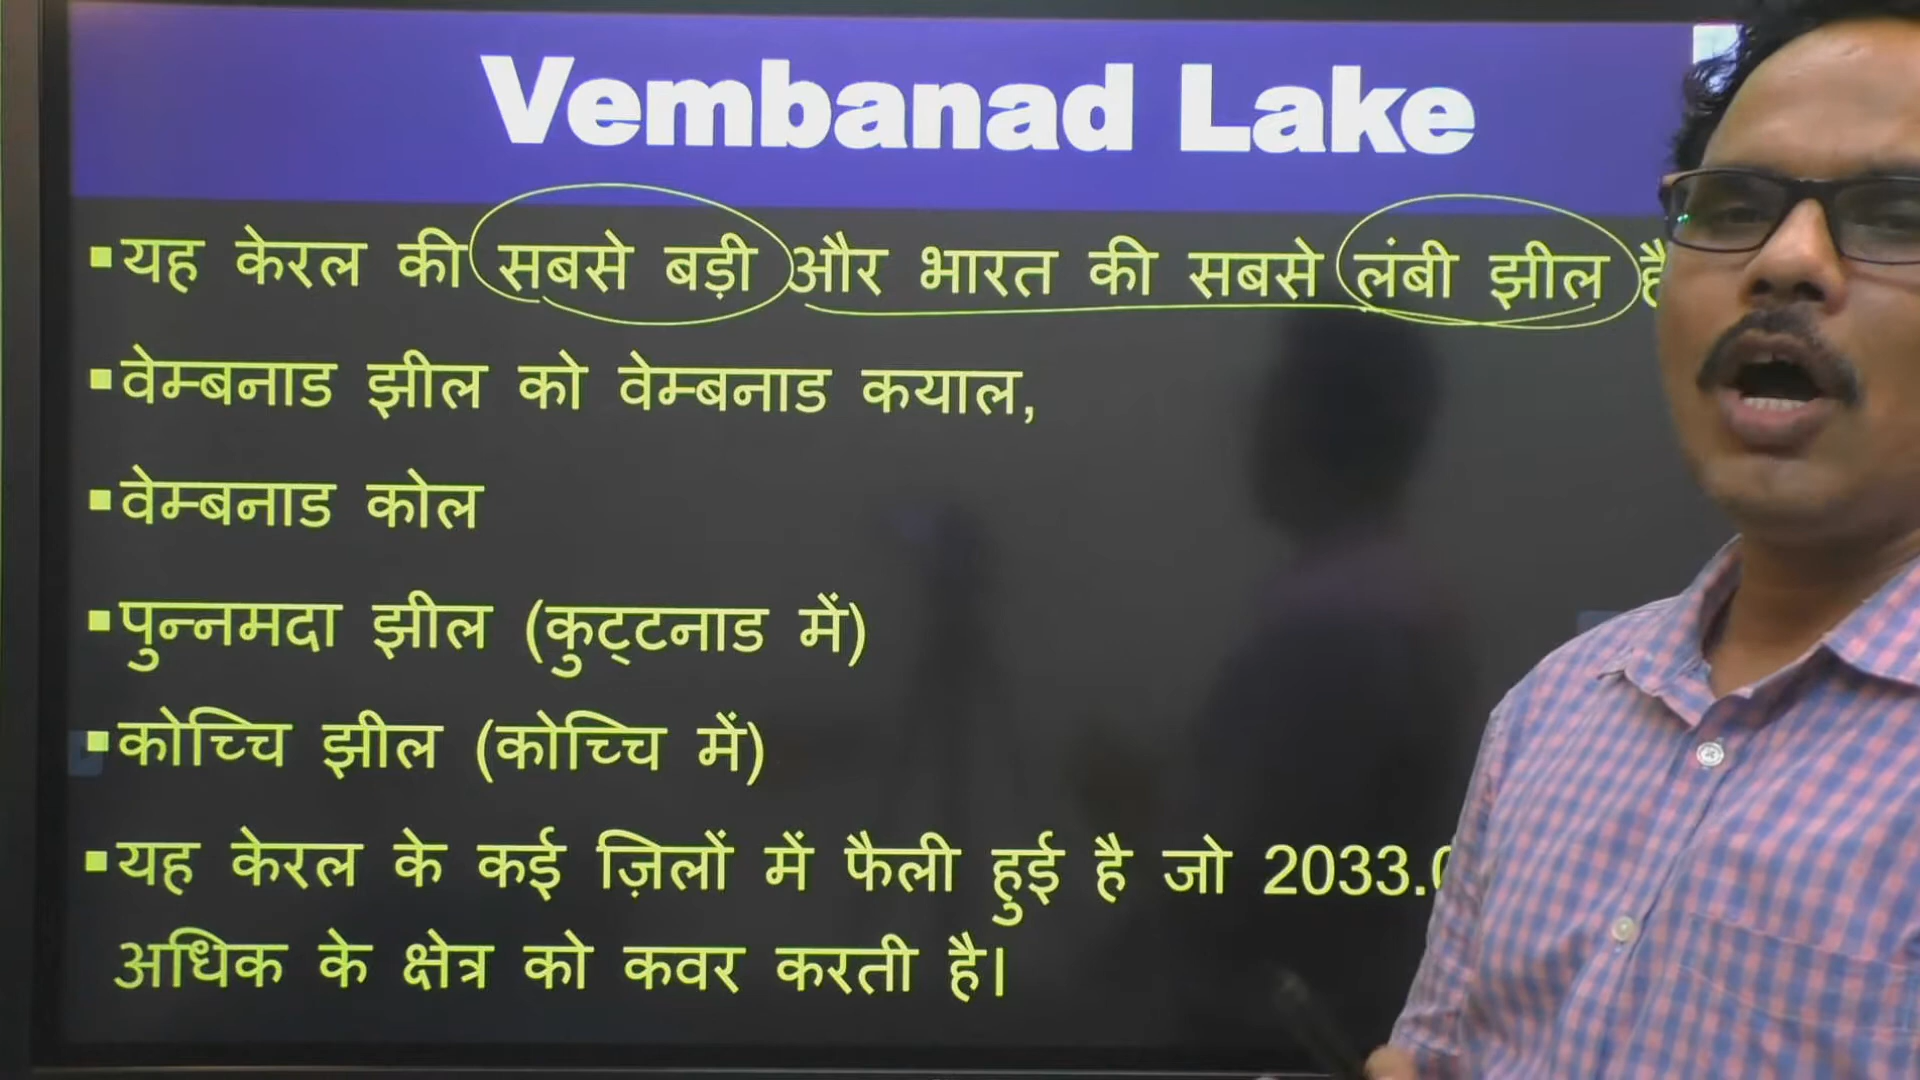 Vembanad Lake
▪यह केरल की सबसे बड़ी और भारत की सबसे लंबी झील है
▪वेम्बनाड झील को वेम्बनाड कयाल,
▪वेम्बनाड कोल
▪पुन्नमदा झील (कुट्टनाड में)
▪कोच्चि झील (कोच्चि में)
▪यह केरल के कई ज़िलों में फैली हुई है जो 2033.0
अधिक के क्षेत्र को कवर करती है।